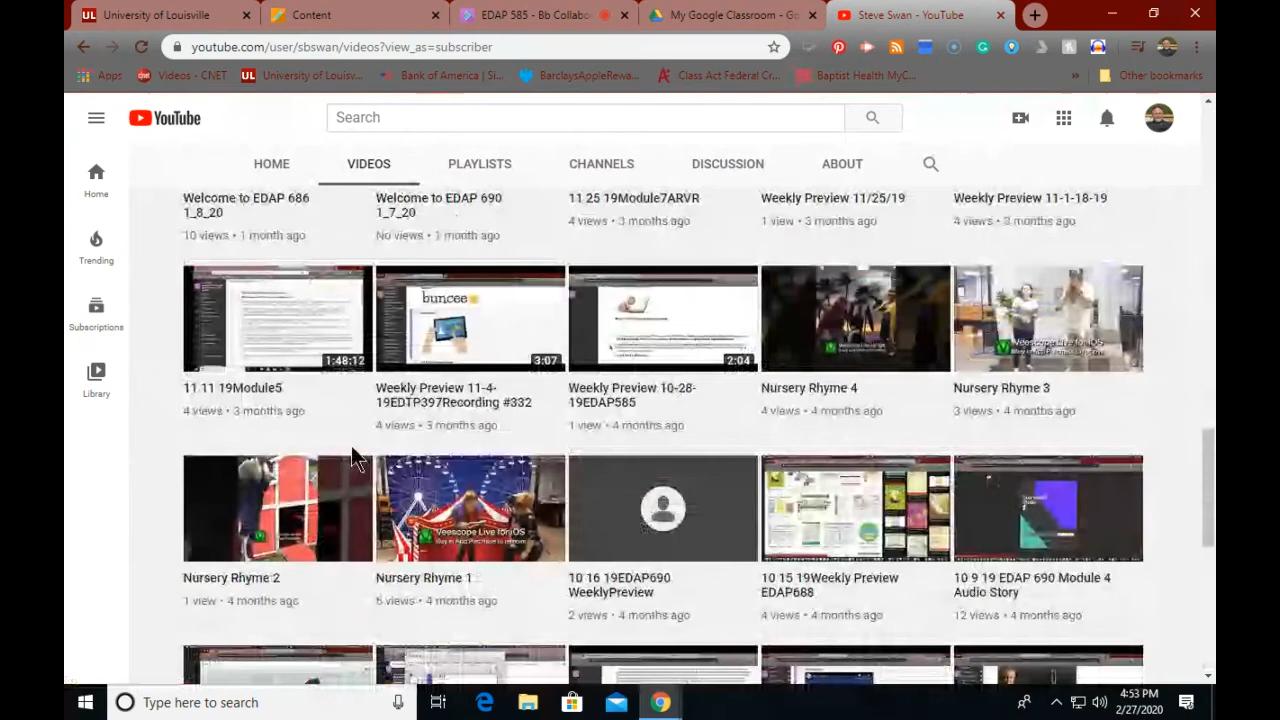 University of Louisville
Content
EDAP 585 - Bb Collabo
My Google Classroom - Go
Steve Swan - YouTube
youtube.com/user/sbswan/videos?view_as=subscriber
Apps
Videos - CNET
University of Louisv...
Bank of America | Si...
BarclaysAppleRewa...
Class Act Federal Cr...
Baptist Health MyC...
»
Other bookmarks
YouTube
Search
HOME VIDEOS PLAYLISTS CHANNELS DISCUSSION ABOUT
Home
Trending
Subscriptions
Library
Welcome to EDAP 686
1_8_20
10 views • 1 month ago
Welcome to EDAP 690
1_7_20
No views • 1 month ago
11 25 19Module7ARVR
4 views • 3 months ago
Weekly Preview 11/25/19
1 view • 3 months ago
Weekly Preview 11-1-18-19
4 views • 3 months ago
1:48:12
11 11 19Module5
4 views • 3 months ago
buncee
3:07
Weekly Preview 11-4-
19EDTP397Recording #332
4 views • 3 months ago
2:04
Weekly Preview 10-28-
19EDAP585
1 view • 4 months ago
Nursery Rhyme 4
4 views • 4 months ago
Veescope Live for iOS
Nursery Rhyme 3
3 views • 4 months ago
Nursery Rhyme 2
1 view • 4 months ago
Veescope Live for iOS
Nursery Rhyme 1
6 views • 4 months ago
10 16 19EDAP690
WeeklyPreview
2 views • 4 months ago
10 15 19Weekly Preview
EDAP688
4 views • 4 months ago
10 9 19 EDAP 690 Module 4
Audio Story
12 views • 4 months ago
Type here to search
4:53 PM
2/27/2020